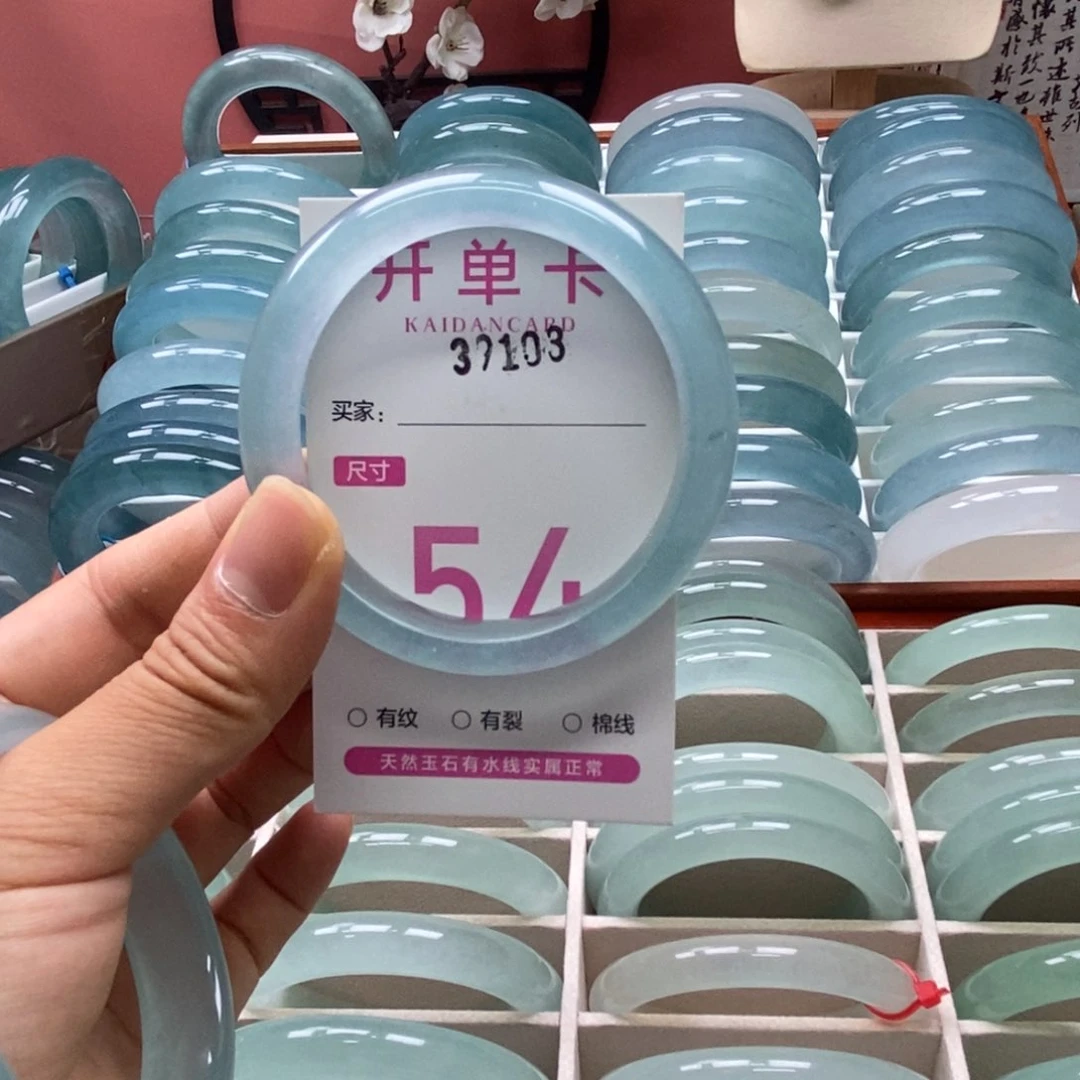 开单卡
KAIDANCARD
37103
买家:
尺寸
54
有纹 有裂 棉线
天然玉石有水线实属正常